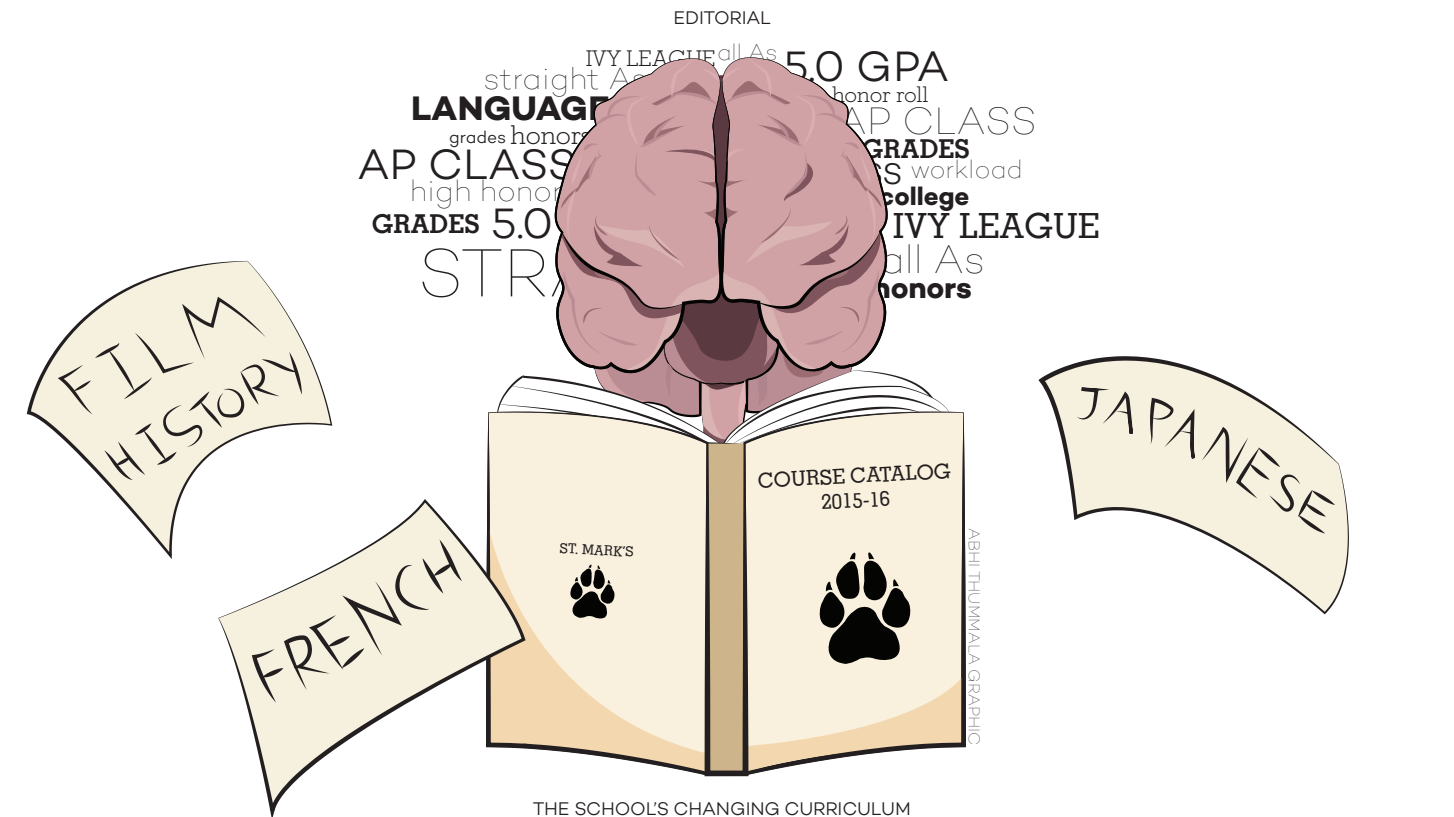 EDITORIAL
IVY LEAGUE all As 5.0 GPA
straight As honor roll
LANGUAGE AP CLASS
grades honors GRADES
AP CLASS workload
high honor college
GRADES 5.0 IVY LEAGUE
STRA all As
honors
FILM
HISTORY
JAPANESE
FRENCH
COURSE CATALOG
2015-16
ST. MARK'S
ABHI THUMMALA GRAPHIC
THE SCHOOL'S CHANGING CURRICULUM